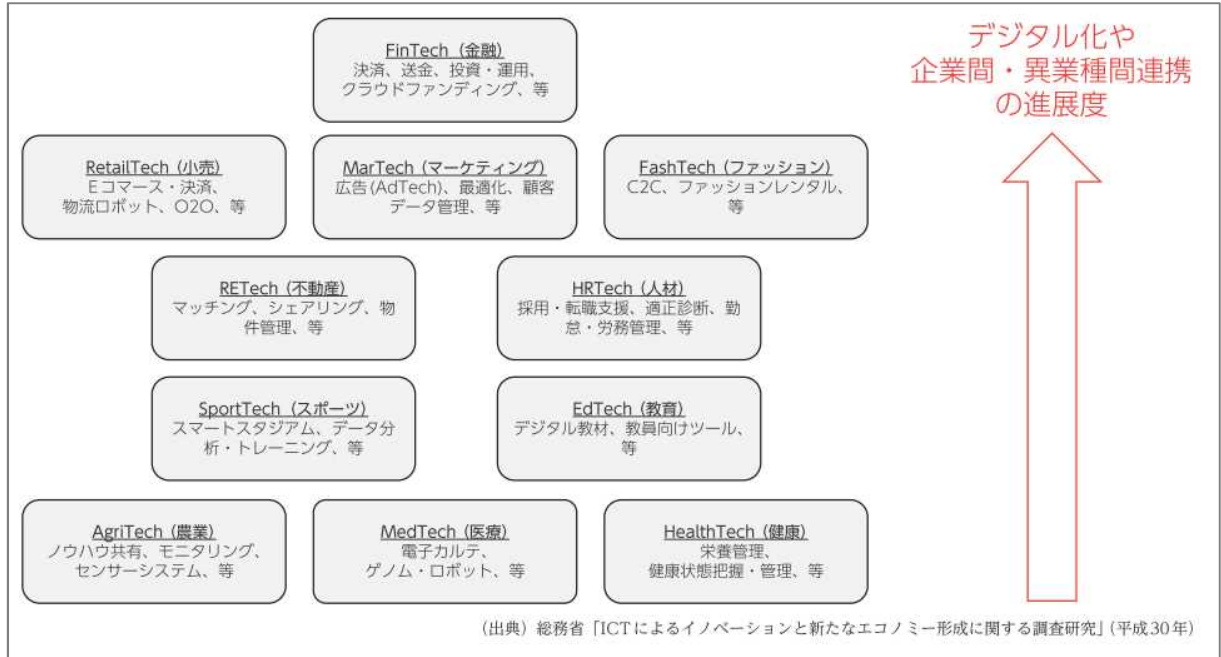 FinTech（金融）
決済、送金、投資・運用、
クラウドファンディング、等
デジタル化や
企業間・異業種間連携
の進展度
RetailTech（小売）
Eコマース・決済、
物流ロボット、O2O、等
MarTech（マーケティング）
広告(AdTech)、最適化、顧客
データ管理、等
FashTech（ファッション）
C2C、ファッションレンタル、
等
RETech（不動産）
マッチング、シェアリング、物
件管理、等
HRTech（人材）
採用・転職支援、適正診断、勤
怠・労務管理、等
SportTech（スポーツ）
スマートスタジアム、データ分
析・トレーニング、等
EdTech（教育）
デジタル教材、教員向けツール、
等
AgriTech（農業）
ノウハウ共有、モニタリング、
センサーシステム、等
MedTech（医療）
電子カルテ、
ゲノム・ロボット、等
HealthTech（健康）
栄養管理、
健康状態把握・管理、等
（出典）総務省「ICTによるイノベーションと新たなエコノミー形成に関する調査研究」（平成30年）